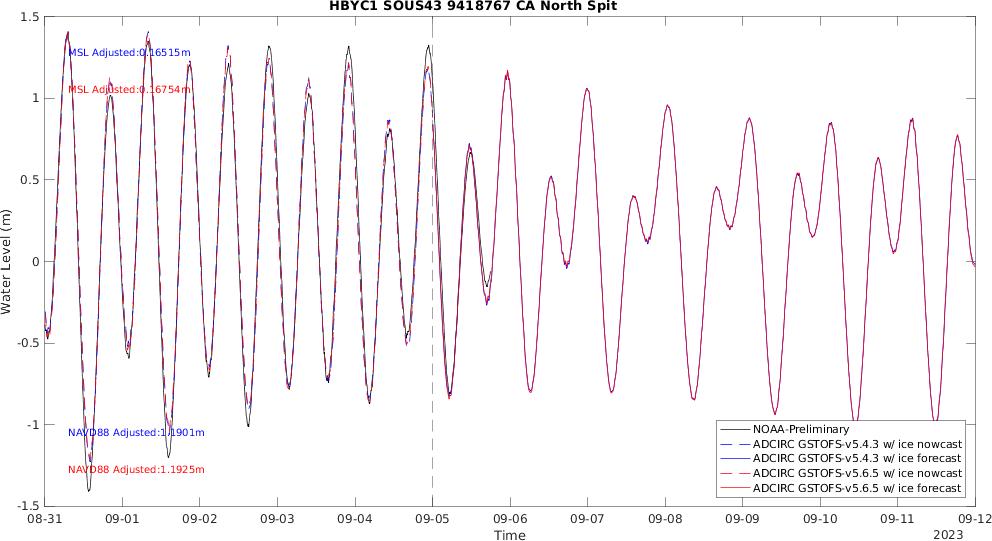 HBYC1 SOUS43 9418767 CA North Spit
1.5
1
0.5
0
-0.5
-1
-1.5
Water Level (m)
MSL Adjusted:0.16515m
MSL Adjusted:0.16754m
NAVD88 Adjusted:1.1901m
NAVD88 Adjusted:1.1925m
NOAA-Preliminary
ADCIRC GSTOFS-v5.4.3 w/ ice nowcast
ADCIRC GSTOFS-v5.4.3 w/ ice forecast
ADCIRC GSTOFS-v5.6.5 w/ ice nowcast
ADCIRC GSTOFS-v5.6.5 w/ ice forecast
08-31 09-01 09-02 09-03 09-04 09-05 09-06 09-07 09-08 09-09 09-10 09-11 09-12
Time
2023